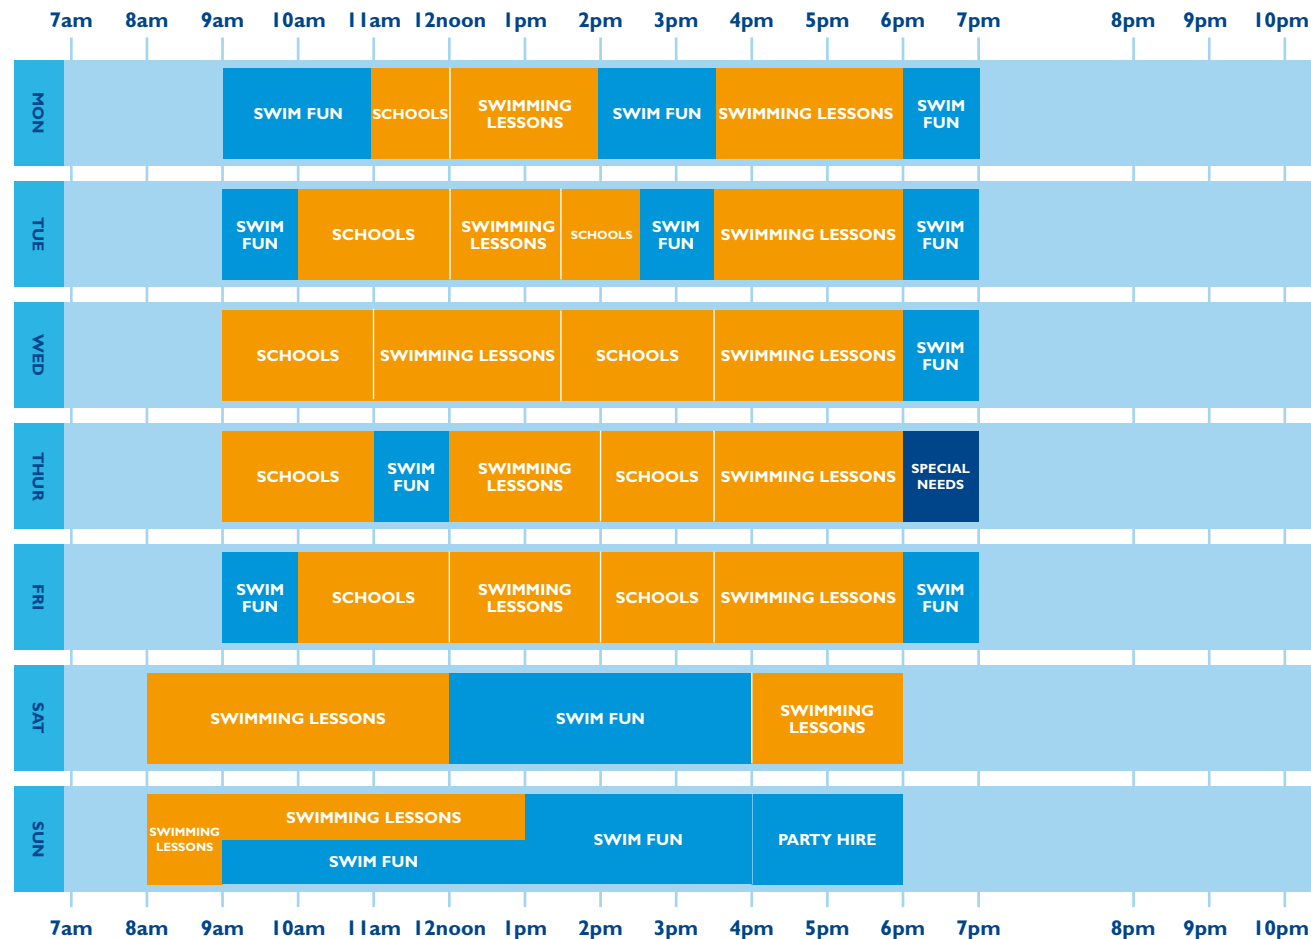 7am 8am 9am 10am 11am 12noon 1pm 2pm 3pm 4pm 5pm 6pm 7pm 8pm 9pm 10pm
MON
SWIM FUN
SCHOOLS
SWIMMING
LESSONS
SWIM FUN
SWIMMING LESSONS
SWIM
FUN
TUE
SWIM
FUN
SCHOOLS
SWIMMING
LESSONS
SCHOOLS
SWIM
FUN
SWIMMING LESSONS
SWIM
FUN
WED
SCHOOLS
SWIMMING LESSONS
SCHOOLS
SWIMMING LESSONS
SWIM
FUN
THUR
SCHOOLS
SWIM
FUN
SWIMMING
LESSONS
SCHOOLS
SWIMMING LESSONS
SPECIAL
NEEDS
FRI
SWIM
FUN
SCHOOLS
SWIMMING
LESSONS
SCHOOLS
SWIMMING LESSONS
SWIM
FUN
SAT
SWIMMING LESSONS
SWIM FUN
SWIMMING
LESSONS
SUN
SWIMMING
LESSONS
SWIMMING LESSONS
SWIM FUN
SWIM FUN
PARTY HIRE
7am 8am 9am 10am 11am 12noon 1pm 2pm 3pm 4pm 5pm 6pm 7pm 8pm 9pm 10pm